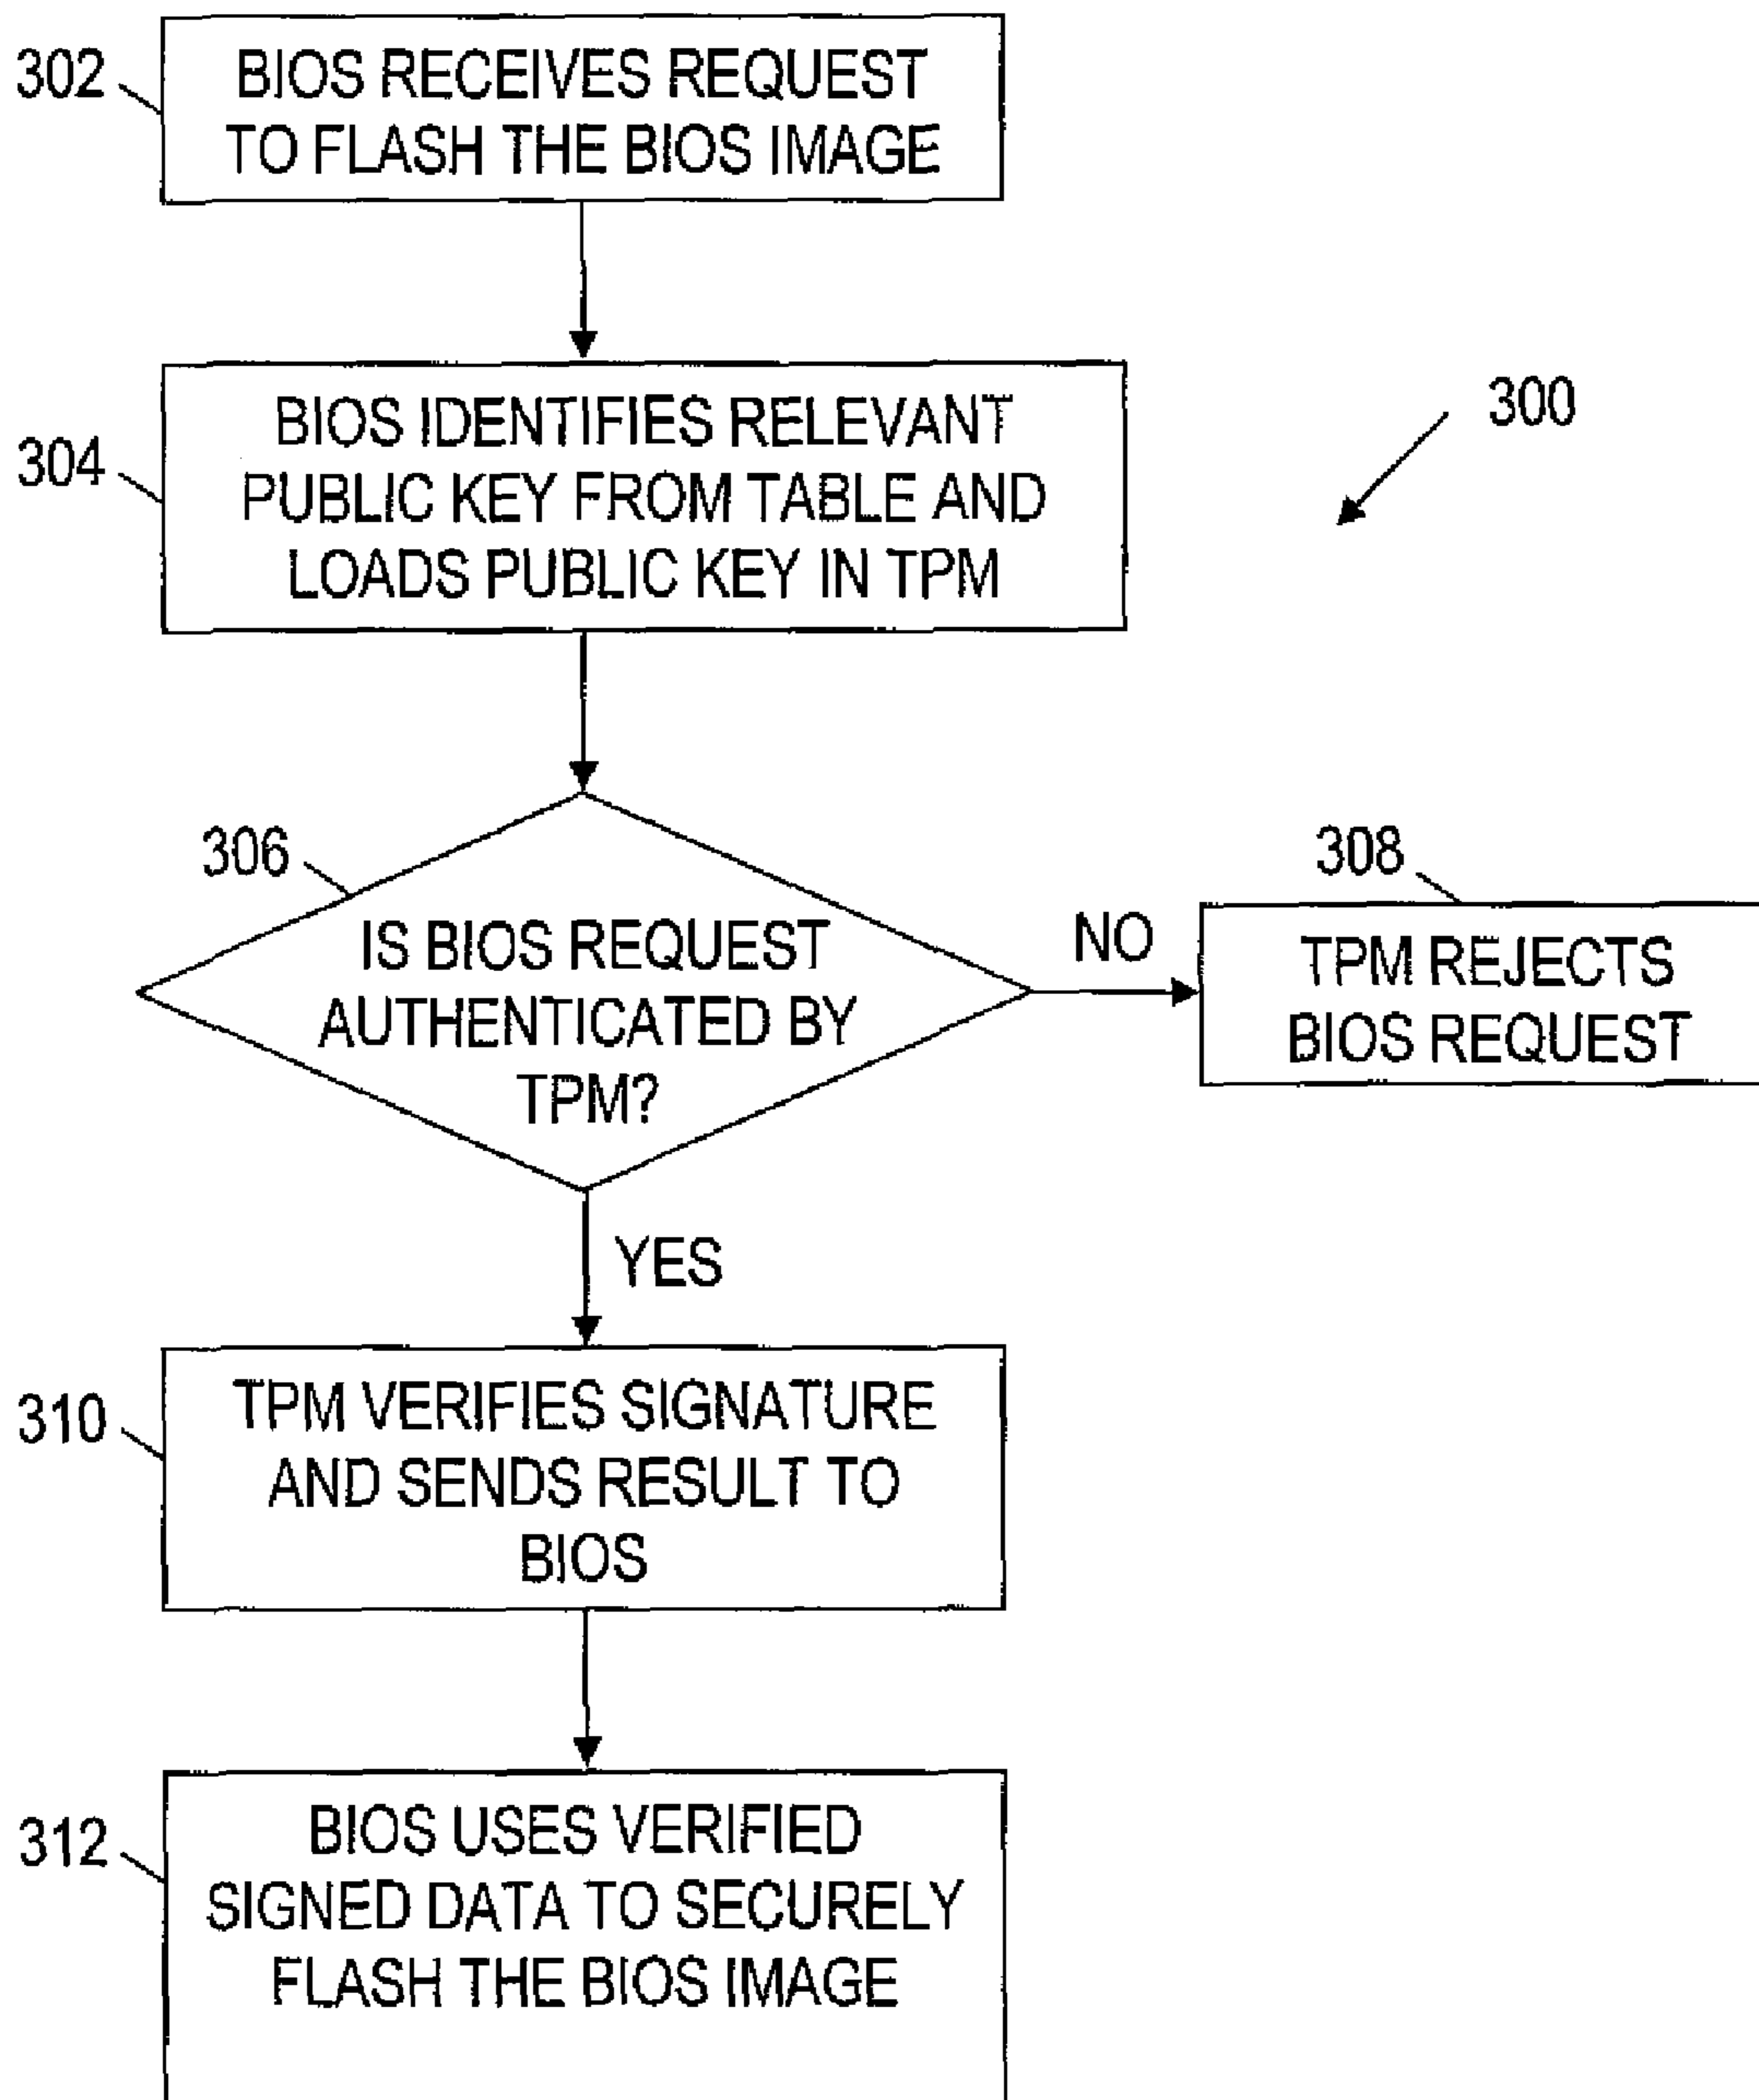 302
BIOS RECEIVES REQUEST
TO FLASH THE BIOS IMAGE
304
BIOS IDENTIFIES RELEVANT
PUBLIC KEY FROM TABLE AND
LOADS PUBLIC KEY IN TPM
300
306
IS BIOS REQUEST
AUTHENTICATED BY
TPM?
NO
308
TPM REJECTS
BIOS REQUEST
YES
310
TPM VERIFIES SIGNATURE
AND SENDS RESULT TO
BIOS
312
BIOS USES VERIFIED
SIGNED DATA TO SECURELY
FLASH THE BIOS IMAGE